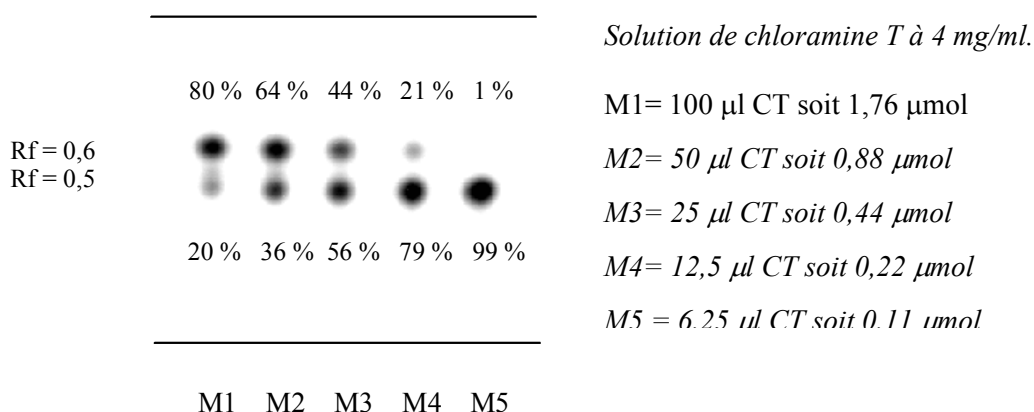 Solution de chloramine T à 4 mg/ml.
80 % 64 % 44 % 21 % 1 %
M1= 100 µl CT soit 1,76 µmol
Rf = 0,6
M2= 50 µl CT soit 0,88 µmol
Rf = 0,5
M3= 25 µl CT soit 0,44 µmol
20 % 36 % 56 % 79 % 99 %
M4= 12,5 µl CT soit 0,22 µmol
M5 = 6,25 µl CT soit 0,11 µmol
M1 M2 M3 M4 M5